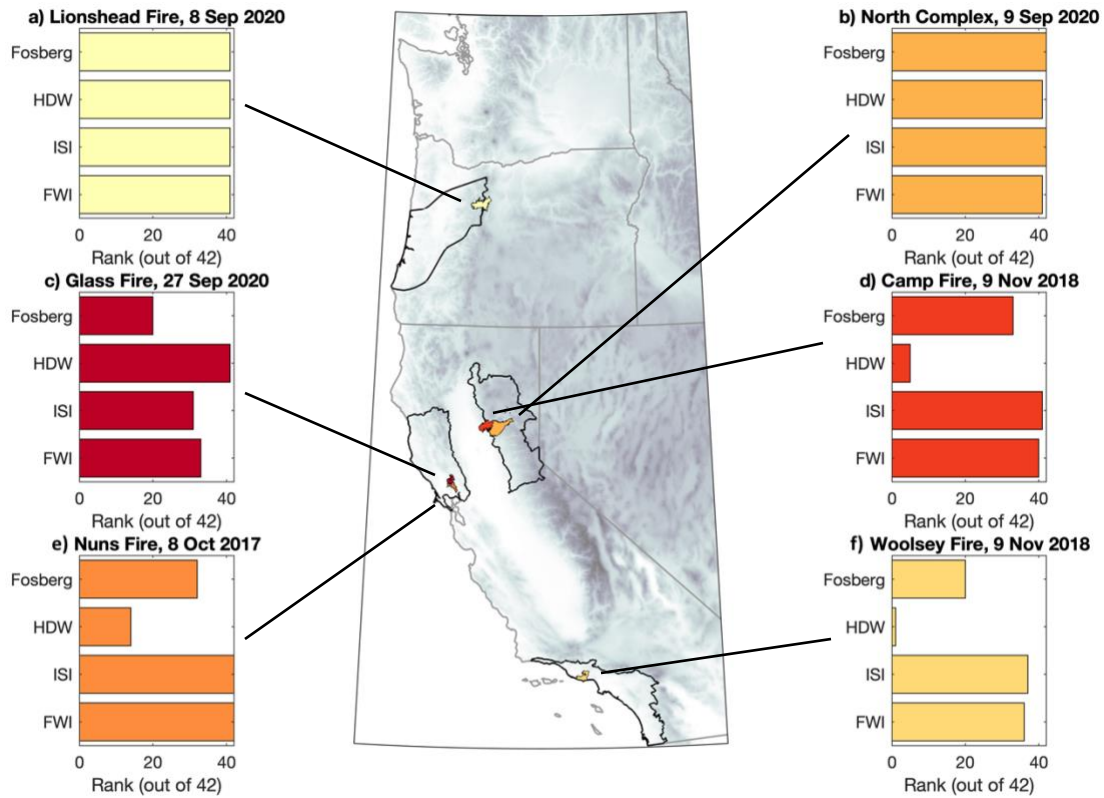 a) Lionshead Fire, 8 Sep 2020
Fosberg
HDW
ISI
FWI
0 20 40
Rank (out of 42)
b) North Complex, 9 Sep 2020
Fosberg
HDW
ISI
FWI
0 20 40
Rank (out of 42)
c) Glass Fire, 27 Sep 2020
Fosberg
HDW
ISI
FWI
0 20 40
Rank (out of 42)
d) Camp Fire, 9 Nov 2018
Fosberg
HDW
ISI
FWI
0 20 40
Rank (out of 42)
e) Nuns Fire, 8 Oct 2017
Fosberg
HDW
ISI
FWI
0 20 40
Rank (out of 42)
f) Woolsey Fire, 9 Nov 2018
Fosberg
HDW
ISI
FWI
0 20 40
Rank (out of 42)